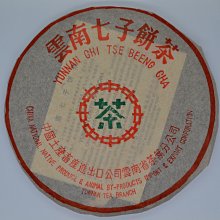 雲南七子餅茶
YUNNAN CHI TSE BEENG CHA
茶
中國土產畜產進出口公司雲南省茶葉分公司
CHINA NATIONAL NATIVE PRODUCE & ANIMAL BY-PRODUCTS IMPORT & EXPORT CORPORATION
YUNNAN TEA BRANCH